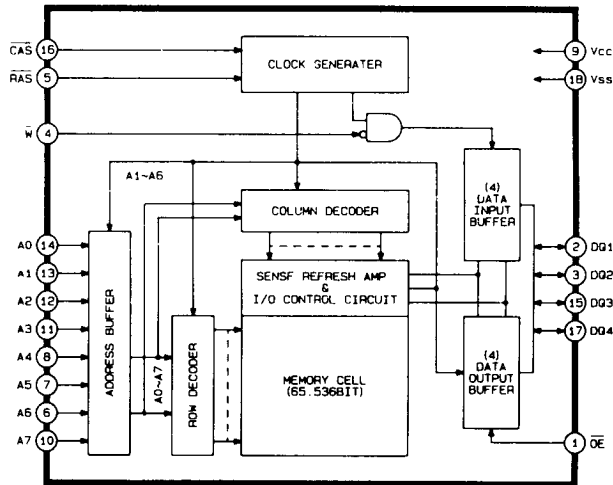 CAS 16
RAS 5
W 4
CLOCK GENERATER
9 Vcc
18 Vss
A1~A6
COLUMN DECODER
(4)
DATA
INPUT
BUFFER
A0 14
A1 13
A2 12
A3 11
A4 8
A5 7
A6 6
A7 10
ADDRESS BUFFER
A0~A7
ROW DECODER
SENSF REFRESH AMP
&
I/O CONTROL CIRCUIT
MEMORY CELL
(65.536BIT)
(4)
DATA
OUTPUT
BUFFER
2 DQ1
3 DQ2
15 DQ3
17 DQ4
1 OE